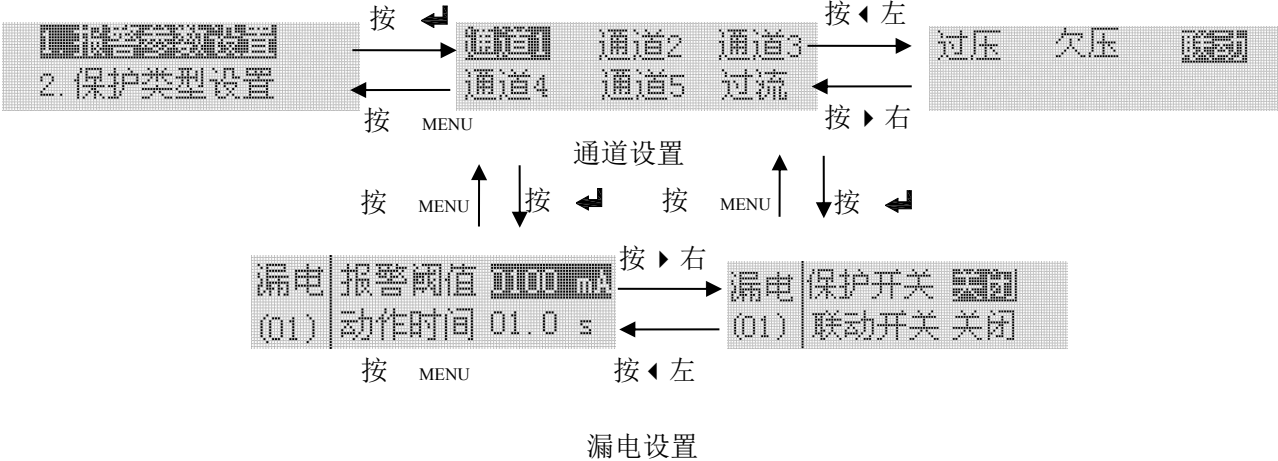 按 ↵
按 ◀ 左
1. 报警参数设置
通道1 通道2 通道3
过压 欠压 联动
2. 保护类型设置
通道4 通道5 过流
按 MENU
按 ▶ 右
通道设置
按 MENU
按 ↵
按 MENU
按 ↵
按 ▶ 右
漏电 报警阈值 0100 mA
(01) 动作时间 01.0 s
漏电 保护开关 关闭
(01) 联动开关 关闭
按 MENU
按 ◀ 左
漏电设置